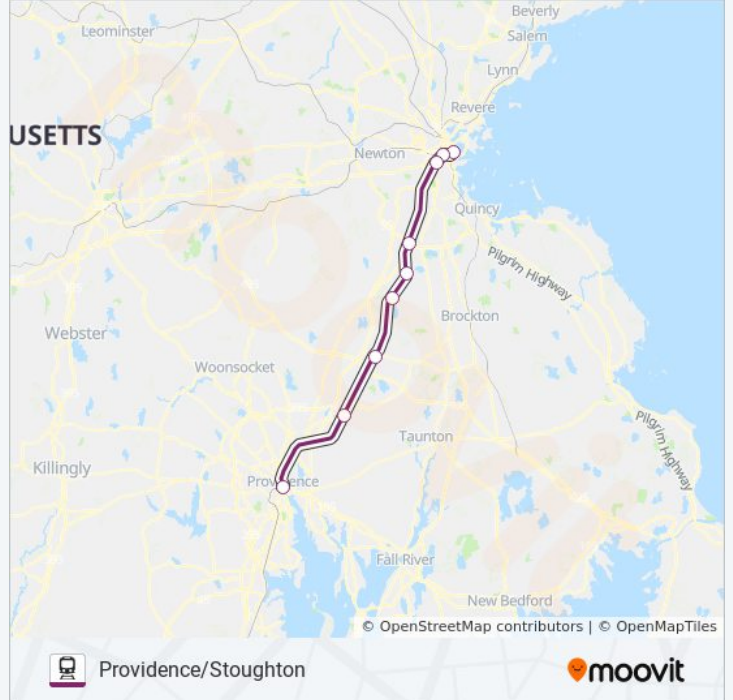 Beverly
Leominster
Salem
Lynn
Revere
USETTS
Newton
Quincy
Pilgrim Highway
Brockton
Webster
Woonsocket
Pilgrim Highway
Taunton
Killingly
Providence
Fall River
New Bedford
© OpenStreetMap contributors | © OpenMapTiles
Providence/Stoughton
moovit